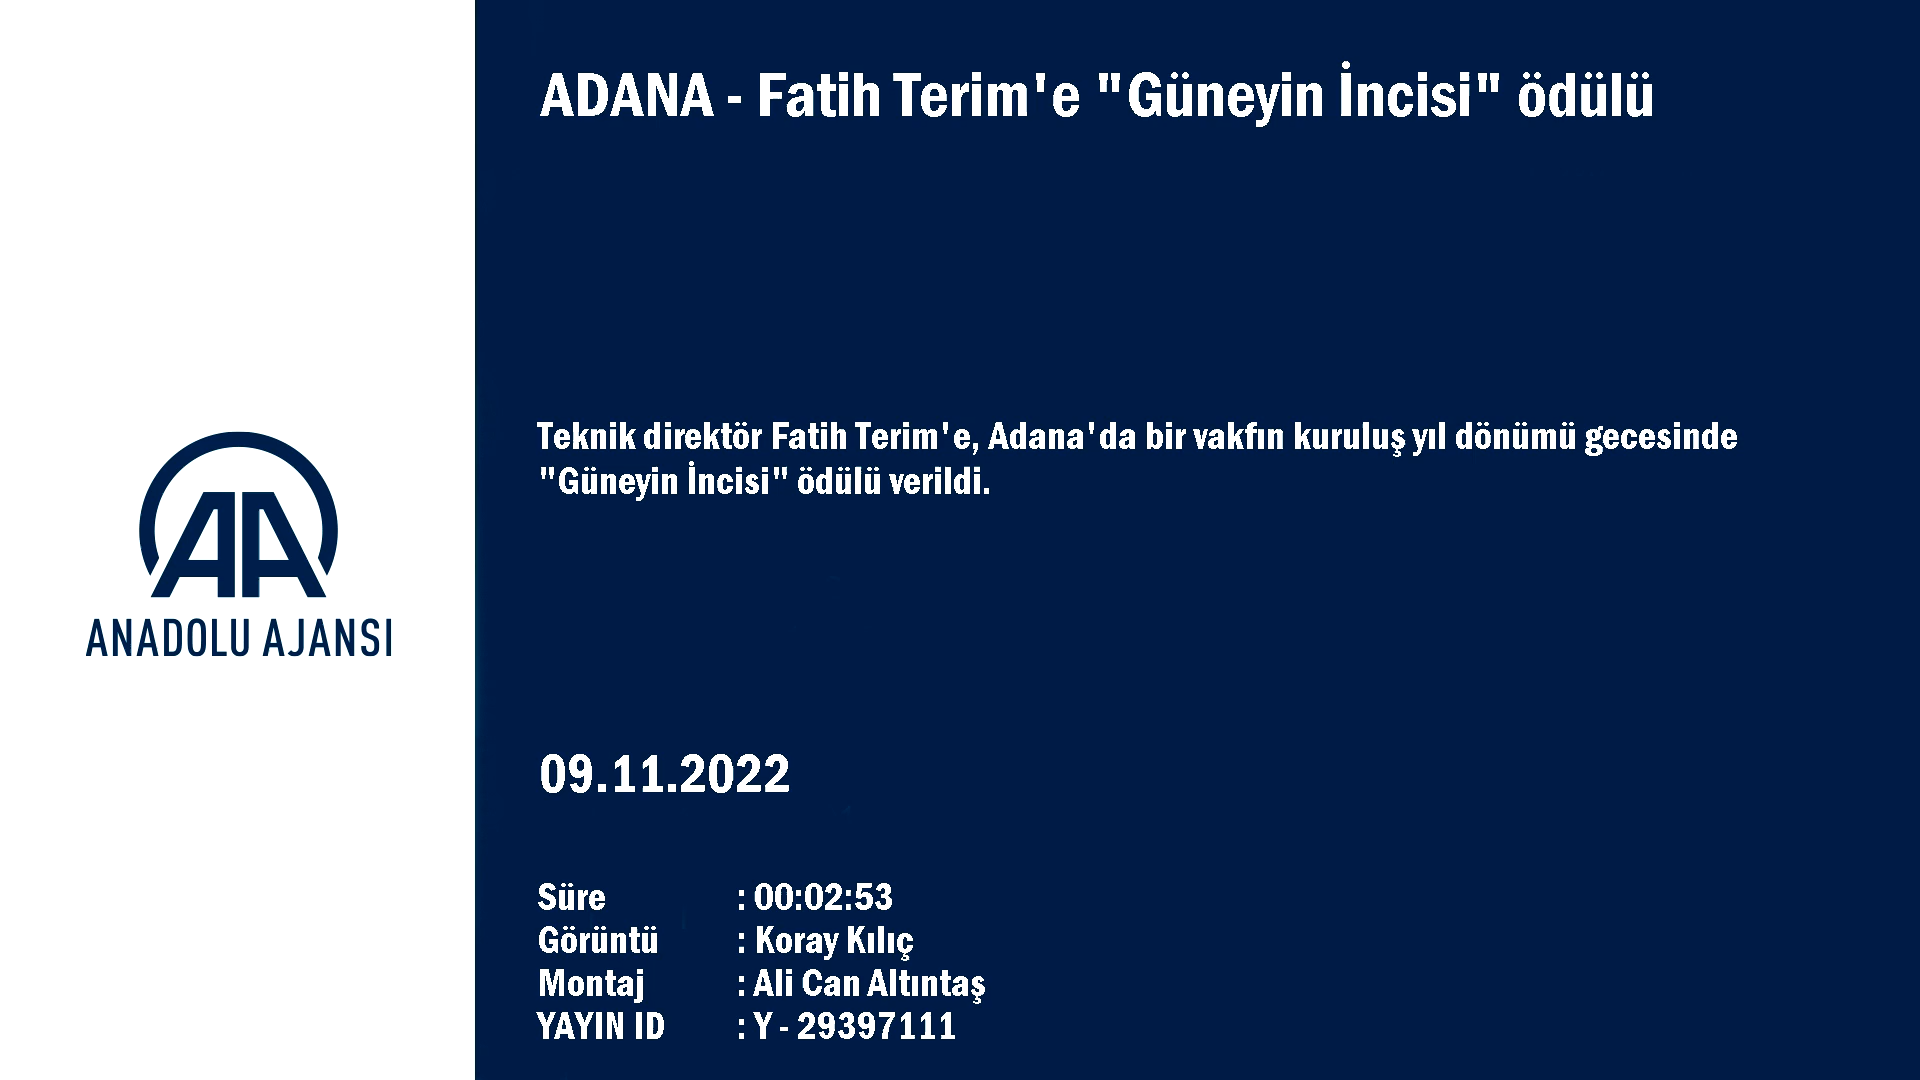 ADANA - Fatih Terim'e "Güneyin İncisi" ödülü
Teknik direktör Fatih Terim'e, Adana'da bir vakfın kuruluş yıl dönümü gecesinde
"Güneyin İncisi" ödülü verildi.
AA
ANADOLU AJANSI
09.11.2022
Süre : 00:02:53
Görüntü : Koray Kılıç
Montaj : Ali Can Altıntaş
YAYIN ID : Y - 29397111